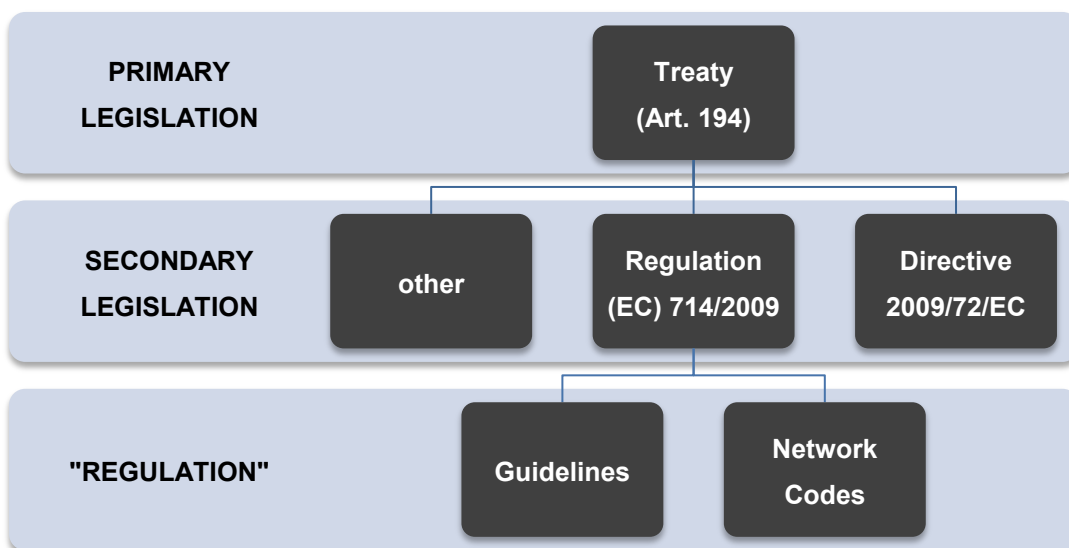 PRIMARY
LEGISLATION
Treaty
(Art. 194)
SECONDARY
LEGISLATION
other
Regulation
(EC) 714/2009
Directive
2009/72/EC
"REGULATION"
Guidelines
Network
Codes